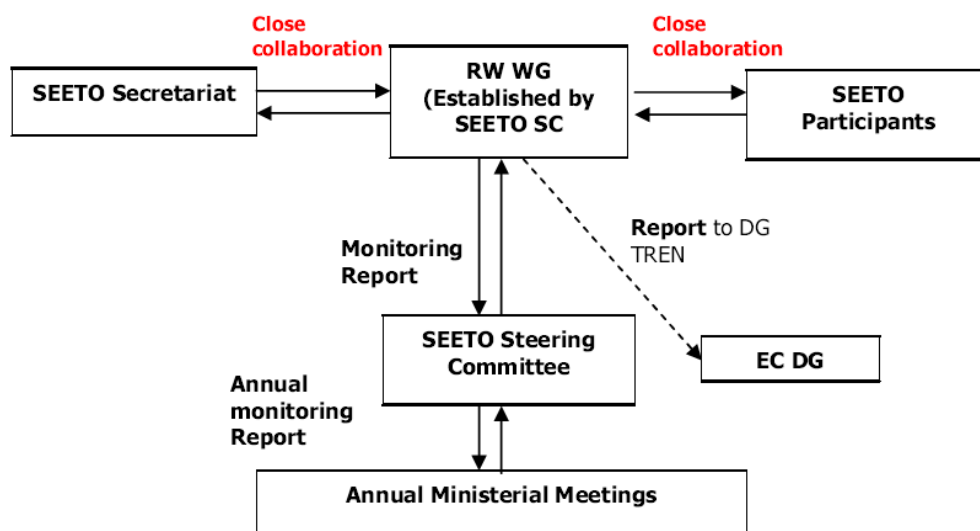 Close
collaboration
Close
collaboration
SEETO Secretariat
RW WG
(Established by
SEETO SC
SEETO
Participants
Monitoring
Report
Report to DG
TREN
SEETO Steering
Committee
EC DG
Annual
monitoring
Report
Annual Ministerial Meetings